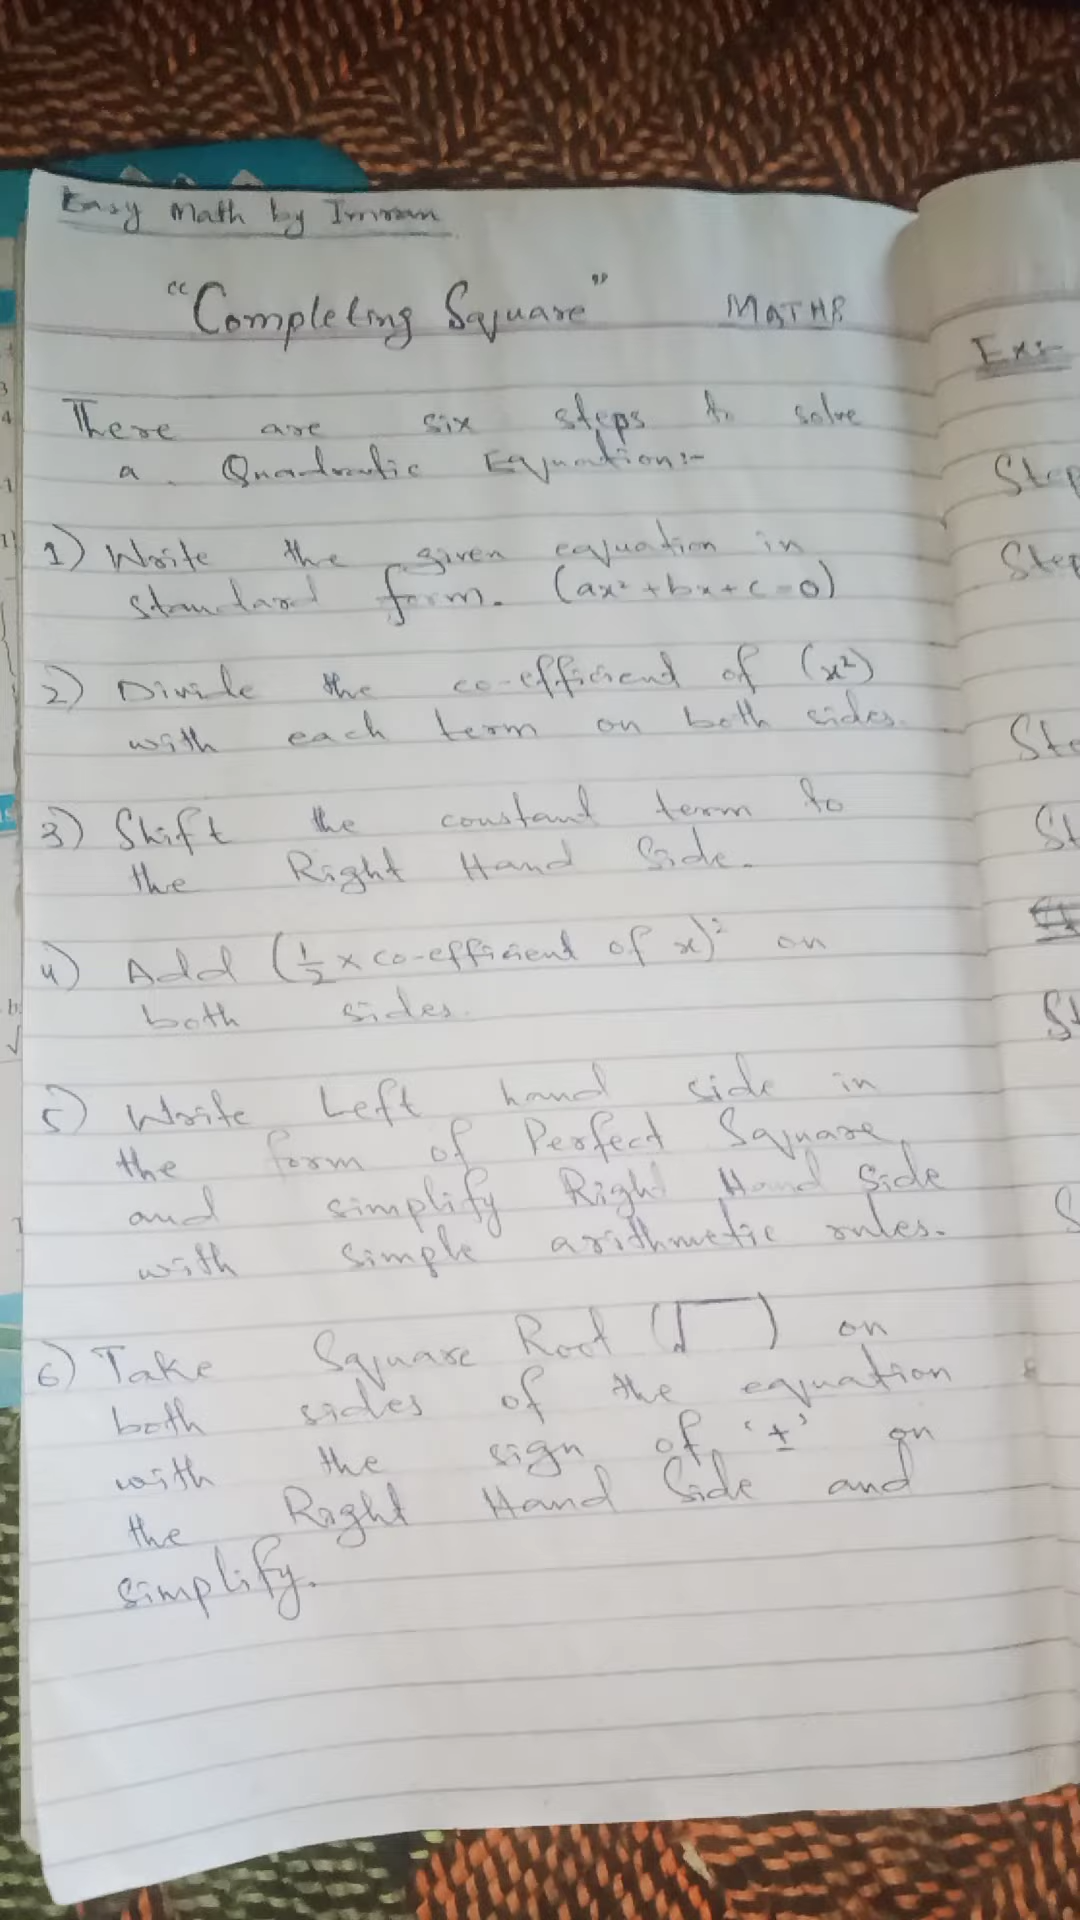 Easy Math by Imran
"Completing Square" MATHS
There are six steps to solve
a Quadratic Equation:-
1) Write the given equation in
standard form. (ax² + bx + c = 0)
2) Divide the co-efficient of (x²)
with each term on both sides.
3) Shift the constant term to
the Right Hand Side.
4) Add (1/2 × co-efficient of x)² on
both sides.
5) Write Left hand side in
the form of Perfect Square,
and simplify Right Hand Side
with simple arithmetic rules.
6) Take Square Root (√ ) on
both sides of the equation
with the sign of '±' on
the Right Hand Side and
simplify.
Ex:-
Step
Step